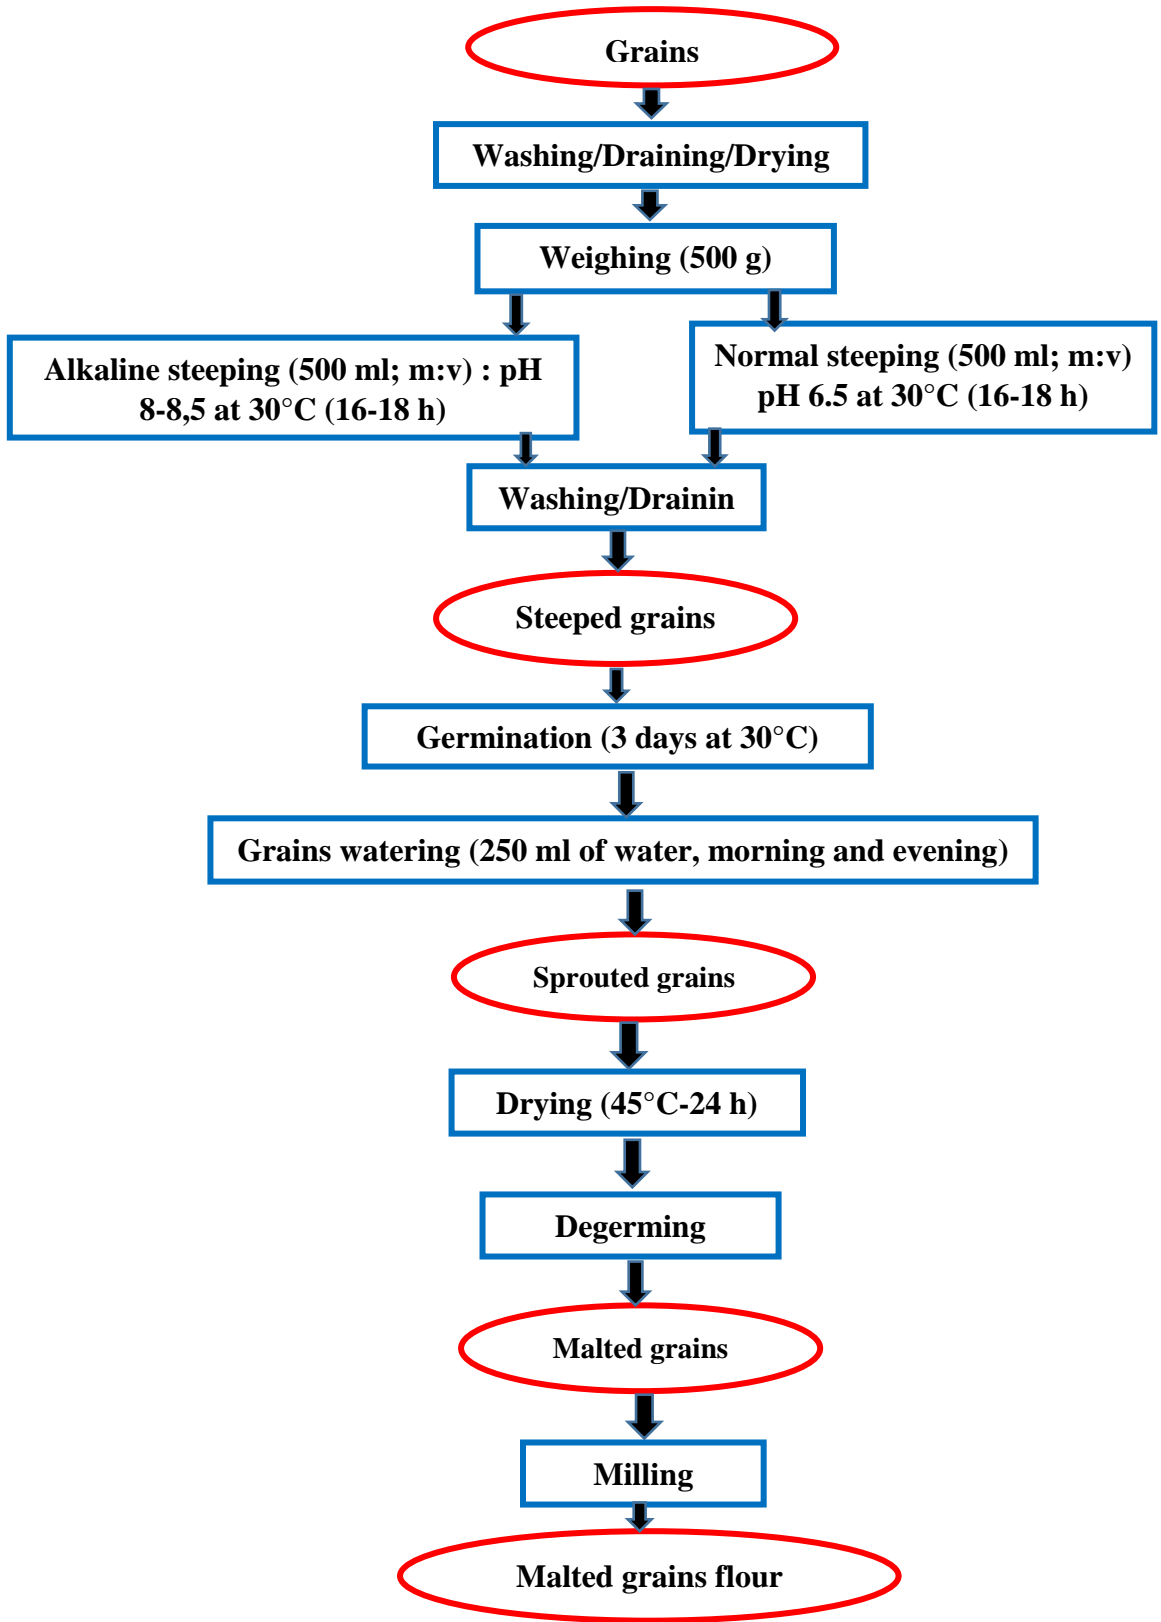 Grains
Washing/Draining/Drying
Weighing (500 g)
Alkaline steeping (500 ml; m:v) : pH
8-8,5 at 30°C (16-18 h)
Normal steeping (500 ml; m:v)
pH 6.5 at 30°C (16-18 h)
Washing/Drainin
Steeped grains
Germination (3 days at 30°C)
Grains watering (250 ml of water, morning and evening)
Sprouted grains
Drying (45°C-24 h)
Degerming
Malted grains
Milling
Malted grains flour